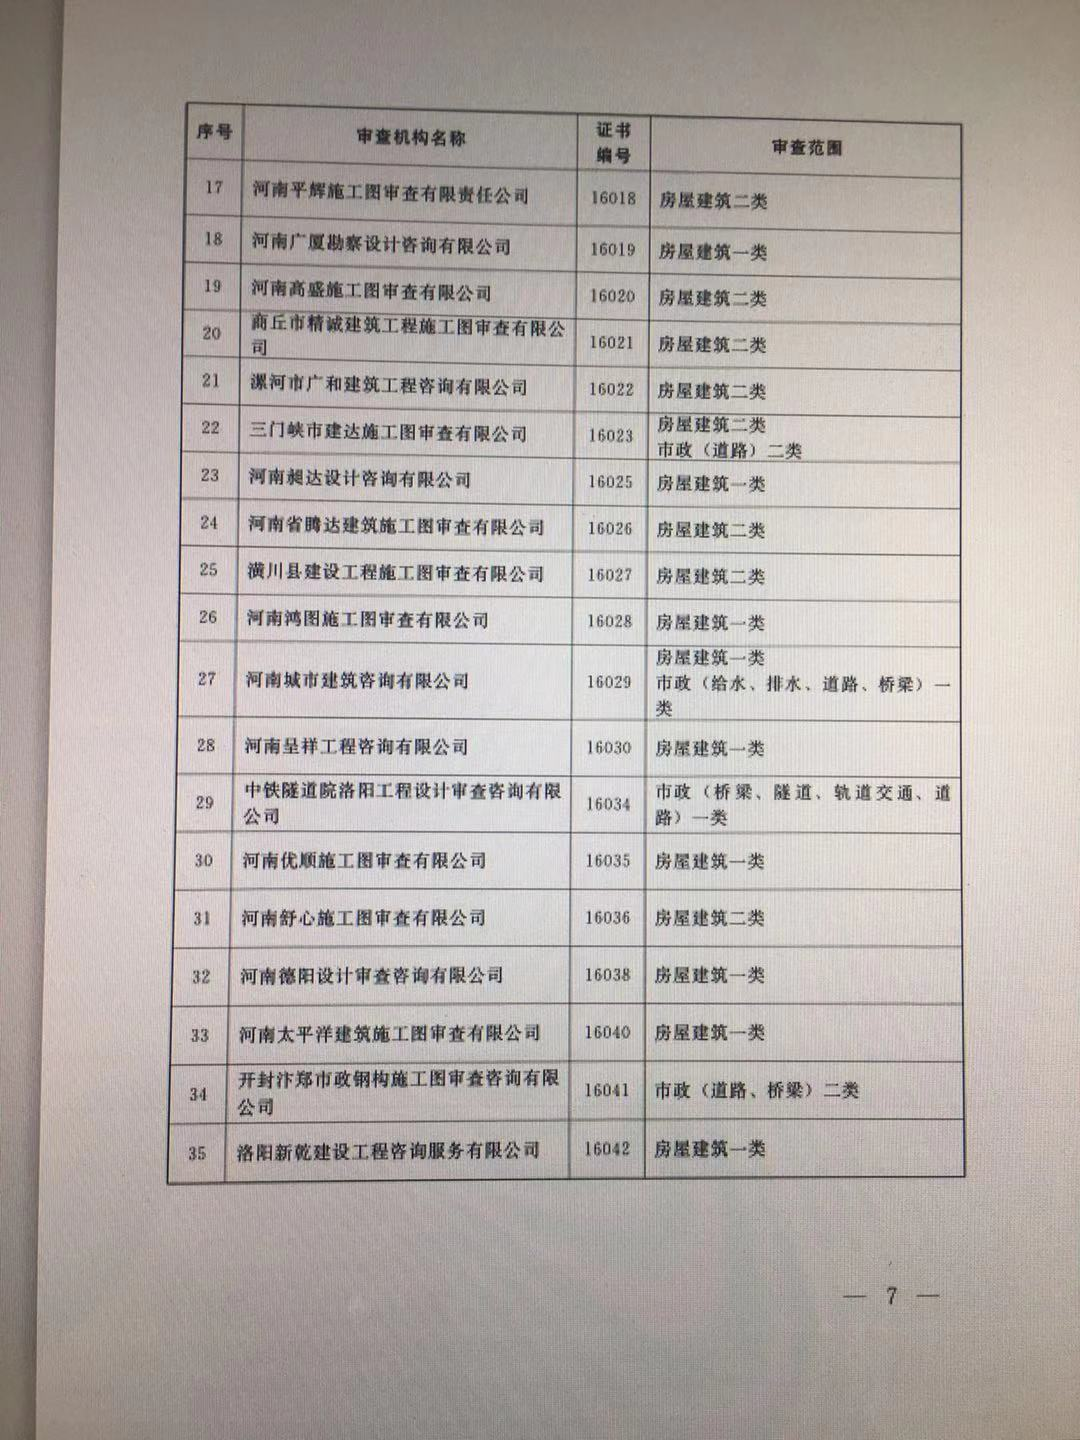 序号 审查机构名称 证书编号 审查范围
17 河南平辉施工图审查有限责任公司 16018 房屋建筑二类
18 河南广厦勘察设计咨询有限公司 16019 房屋建筑一类
19 河南高盛施工图审查有限公司 16020 房屋建筑二类
20 商丘市精诚建筑工程施工图审查有限公
司 16021 房屋建筑二类
21 漯河市广和建筑工程咨询有限公司 16022 房屋建筑二类
22 三门峡市建达施工图审查有限公司 16023 房屋建筑二类
市政（道路）二类
23 河南昶达设计咨询有限公司 16025 房屋建筑一类
24 河南省腾达建筑施工图审查有限公司 16026 房屋建筑二类
25 潢川县建设工程施工图审查有限公司 16027 房屋建筑二类
26 河南鸿图施工图审查有限公司 16028 房屋建筑一类
27 河南城市建筑咨询有限公司 16029 房屋建筑一类
市政（给水、排水、道路、桥梁）一
类
28 河南呈祥工程咨询有限公司 16030 房屋建筑一类
29 中铁隧道院洛阳工程设计审查咨询有限
公司 16034 市政（桥梁、隧道、轨道交通、道
路）一类
30 河南优顺施工图审查有限公司 16035 房屋建筑一类
31 河南舒心施工图审查有限公司 16036 房屋建筑二类
32 河南德阳设计审查咨询有限公司 16038 房屋建筑一类
33 河南太平洋建筑施工图审查有限公司 16040 房屋建筑一类
34 开封汴郑市政钢构施工图审查咨询有限
公司 16041 市政（道路、桥梁）二类
35 洛阳新乾建设工程咨询服务有限公司 16042 房屋建筑一类
— 7 —